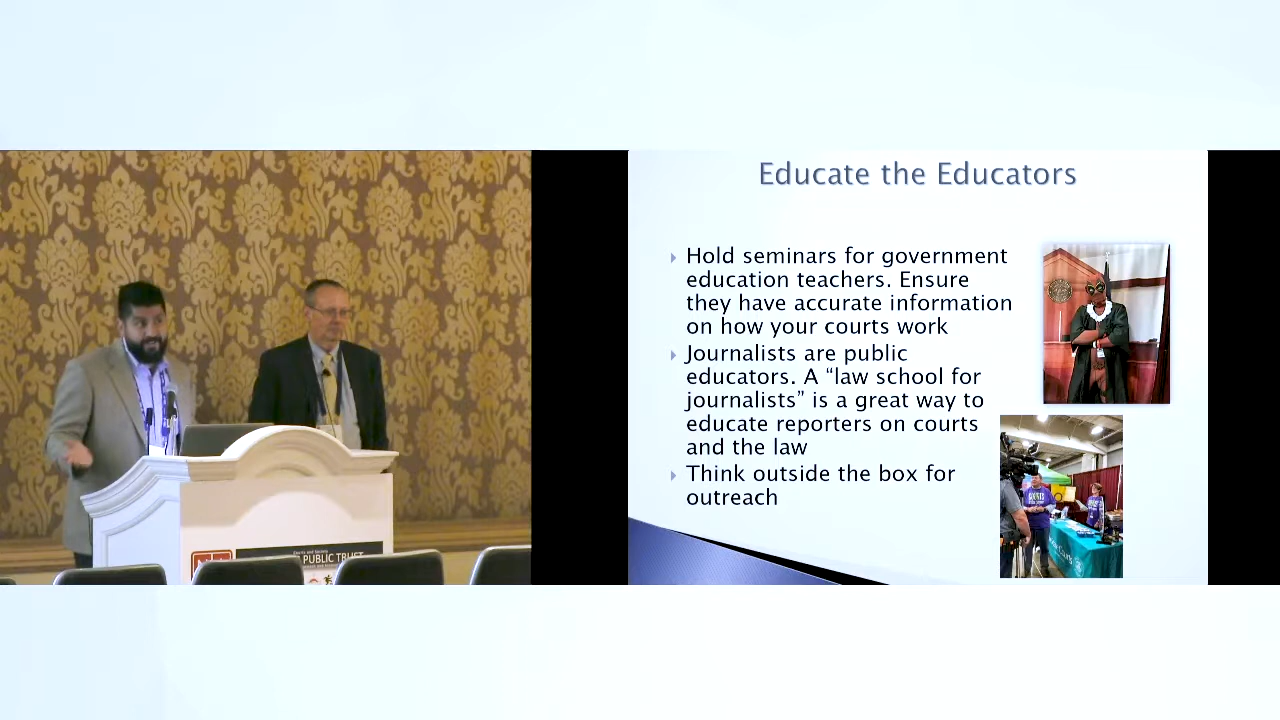 Educate the Educators
Hold seminars for government
education teachers. Ensure
they have accurate information
on how your courts work
Journalists are public
educators. A “law school for
journalists” is a great way to
educate reporters on courts
and the law
Think outside the box for
outreach
PUBLIC TRUST